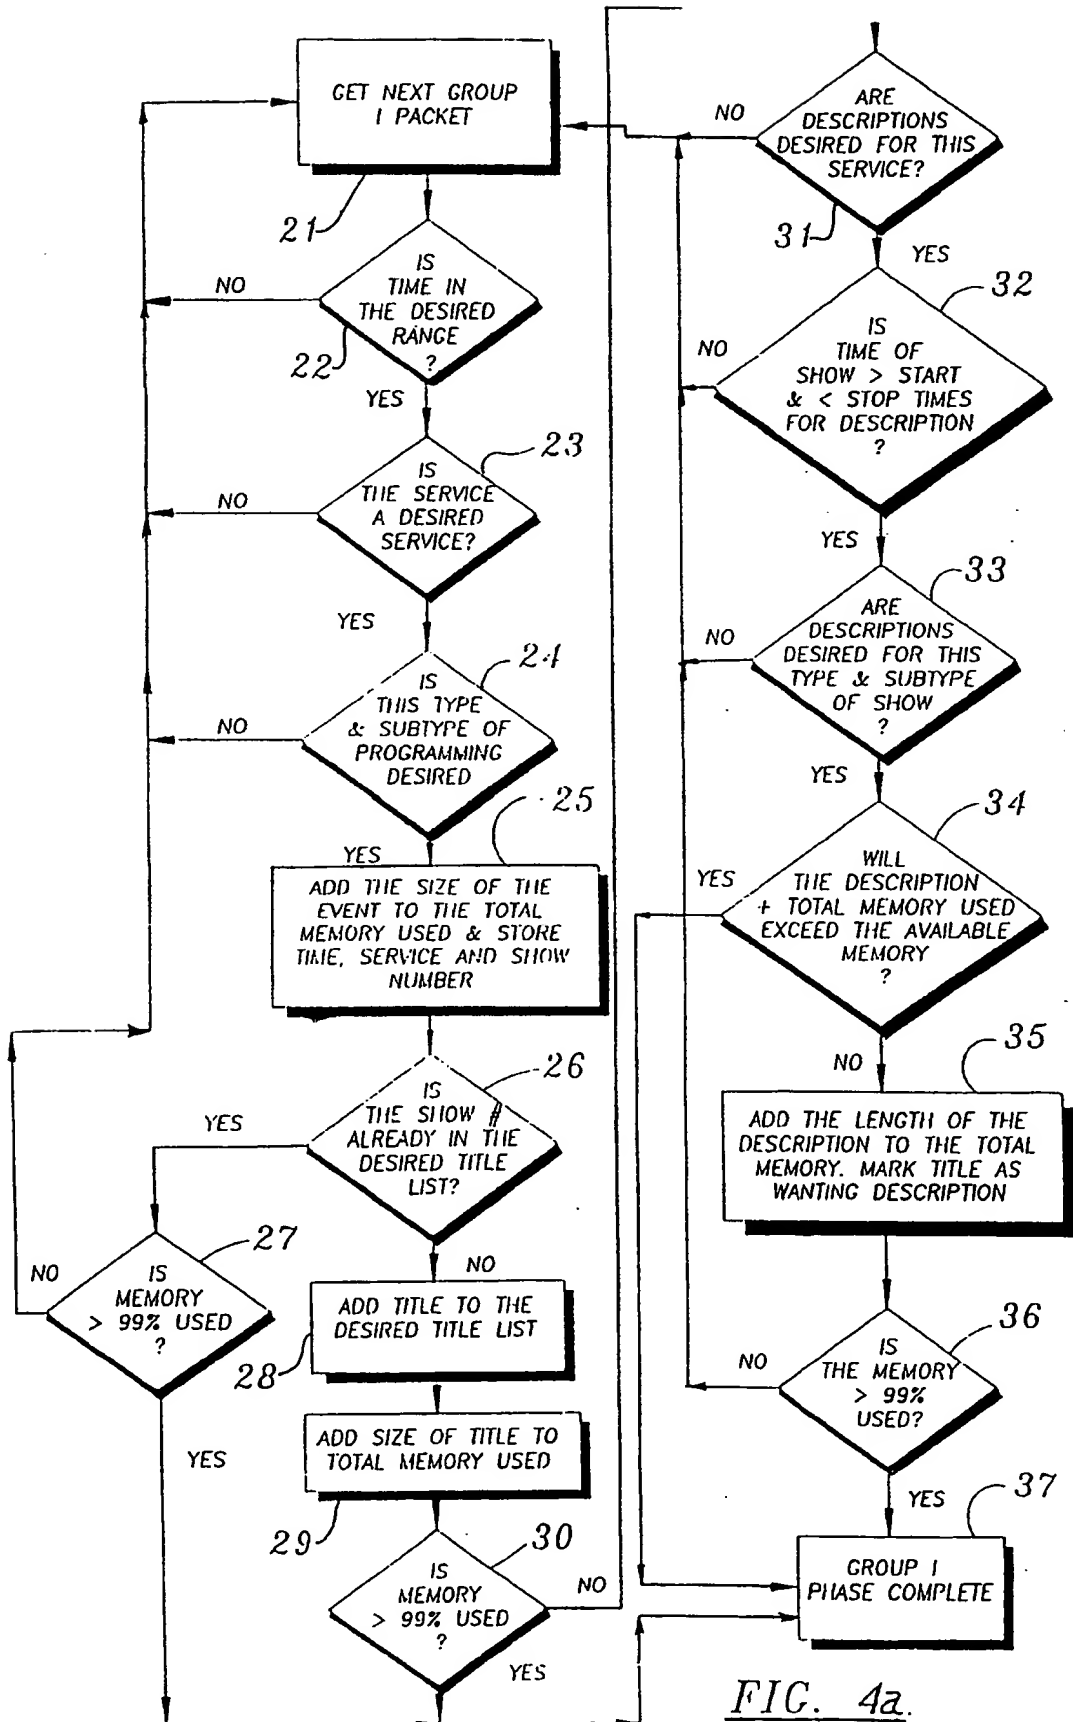 GET NEXT GROUP
1 PACKET
21
IS
TIME IN
THE DESIRED
RANGE
?
22
NO
YES
IS
THE SERVICE
A DESIRED
SERVICE?
23
NO
YES
IS
THIS TYPE
& SUBTYPE OF
PROGRAMMING
DESIRED
24
NO
YES
25
ADD THE SIZE OF THE
EVENT TO THE TOTAL
MEMORY USED & STORE
TIME, SERVICE AND SHOW
NUMBER
IS
THE SHOW #
ALREADY IN THE
DESIRED TITLE
LIST?
26
YES
NO
IS
MEMORY
> 99% USED
?
27
NO
YES
ADD TITLE TO THE
DESIRED TITLE LIST
28
ADD SIZE OF TITLE TO
TOTAL MEMORY USED
29
IS
MEMORY
> 99% USED
?
30
NO
YES
ARE
DESCRIPTIONS
DESIRED FOR THIS
SERVICE?
31
NO
YES
IS
TIME OF
SHOW > START
& < STOP TIMES
FOR DESCRIPTION
?
32
NO
YES
ARE
DESCRIPTIONS
DESIRED FOR THIS
TYPE & SUBTYPE
OF SHOW
?
33
NO
YES
WILL
THE DESCRIPTION
+ TOTAL MEMORY USED
EXCEED THE AVAILABLE
MEMORY
?
34
YES
NO
35
ADD THE LENGTH OF THE
DESCRIPTION TO THE TOTAL
MEMORY. MARK TITLE AS
WANTING DESCRIPTION
IS
THE MEMORY
> 99%
USED?
36
NO
YES
37
GROUP 1
PHASE COMPLETE
FIG. 4a.